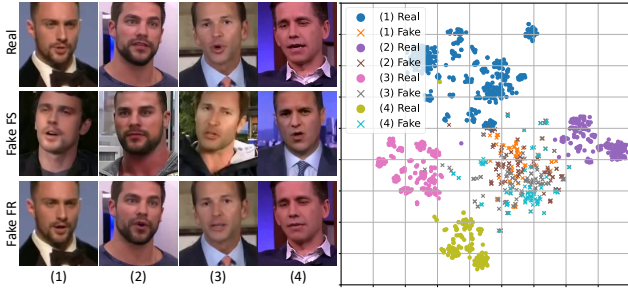 Real
Fake FS
Fake FR
(1)
(2)
(3)
(4)
(1) Real
(1) Fake
(2) Real
(2) Fake
(3) Real
(3) Fake
(4) Real
(4) Fake